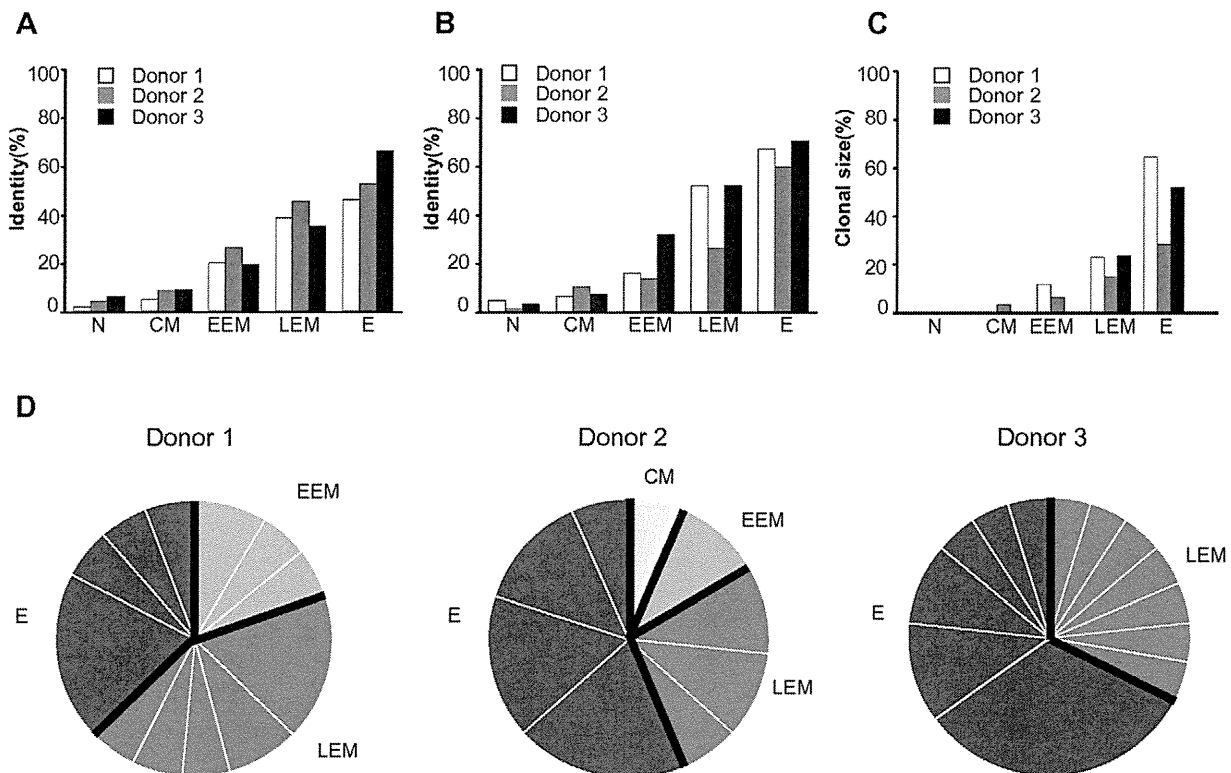 A
Identity(%)
100
80
60
40
20
0
Donor 1
Donor 2
Donor 3
N CM EEM LEM E
B
Identity(%)
100
80
60
40
20
0
Donor 1
Donor 2
Donor 3
N CM EEM LEM E
C
Clonal size(%)
100
80
60
40
20
0
Donor 1
Donor 2
Donor 3
N CM EEM LEM E
D
Donor 1
EEM
E
LEM
Donor 2
CM
EEM
E
LEM
Donor 3
LEM
E